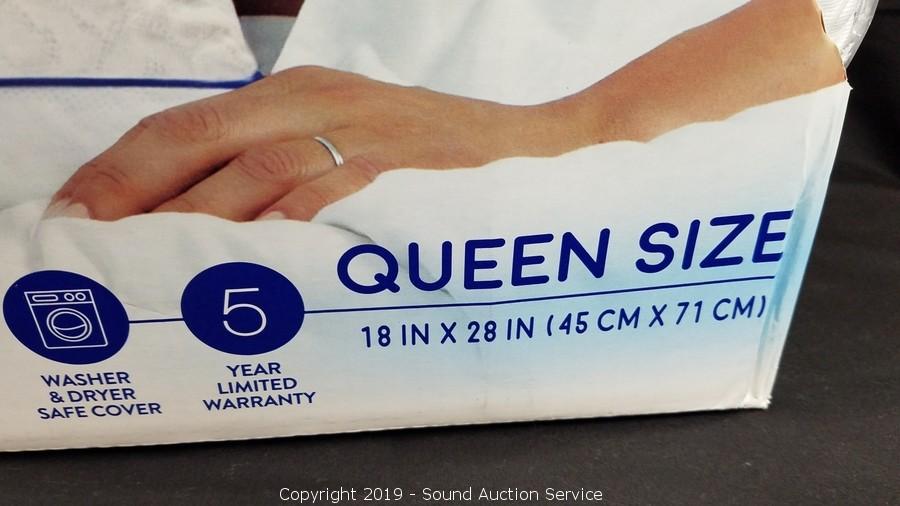 QUEEN SIZE
18 IN X 28 IN (45 CM X 71 CM)
WASHER
& DRYER
SAFE COVER
5
YEAR
LIMITED
WARRANTY
Copyright 2019 - Sound Auction Service